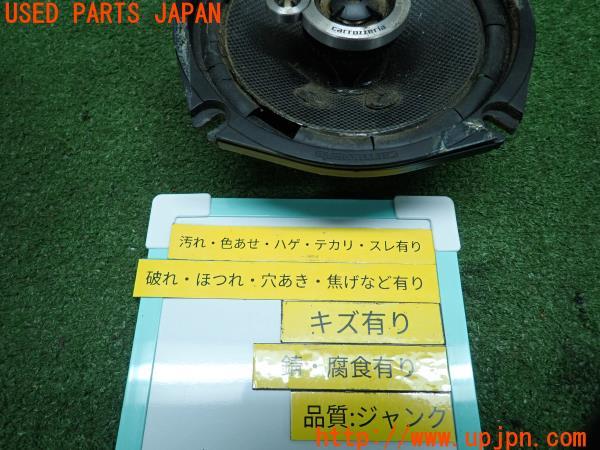 USED PARTS JAPAN
carrozzeria
汚れ・色あせ・ハゲ・テカリ・スレ有り
破れ・ほつれ・穴あき・焦げなど有り
キズ有り
錆・腐食有り
品質:ジャンク
http://www.upjpn.com